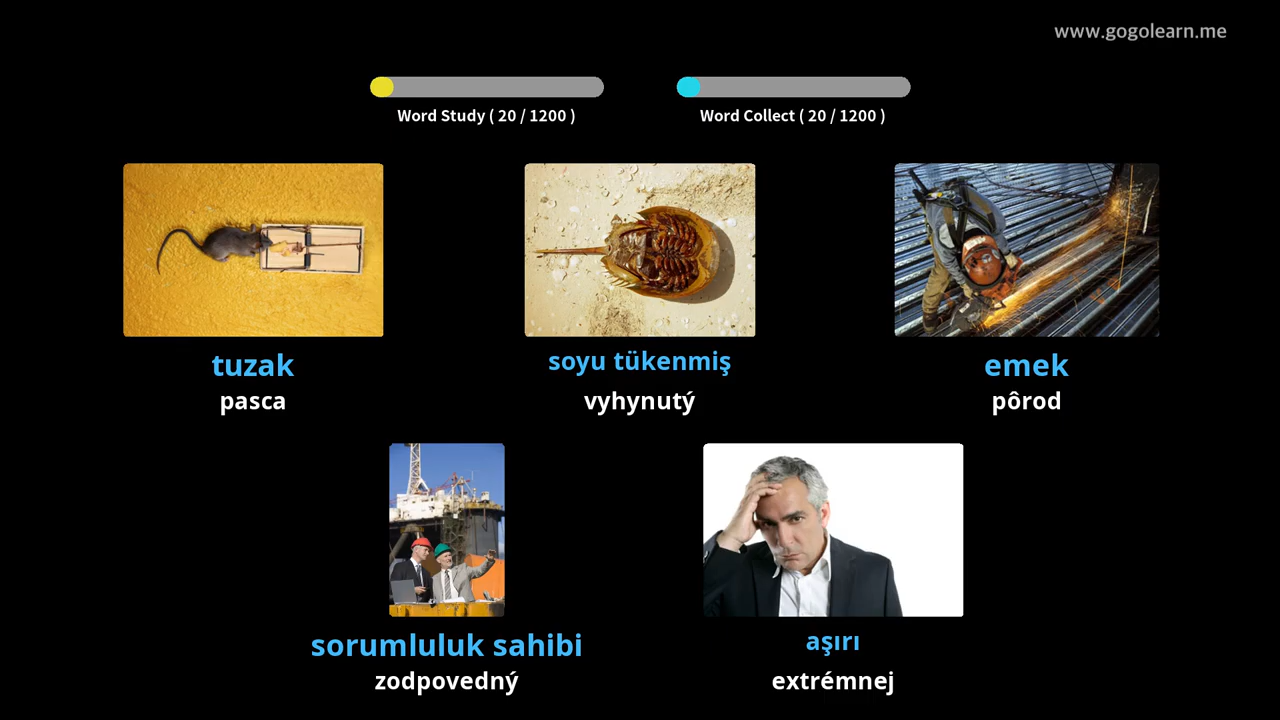 www.gogolearn.me
Word Study ( 20 / 1200 )
Word Collect ( 20 / 1200 )
tuzak
pasca
soyu tükenmiş
vyhynutý
emek
pôrod
sorumluluk sahibi
zodpovedný
aşırı
extrémnej